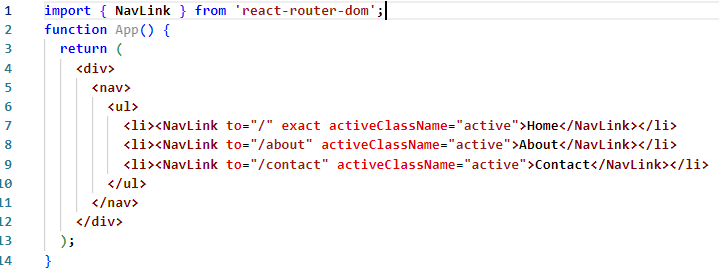 1 import { NavLink } from 'react-router-dom';
2 function App() {
3   return (
4     <div>
5       <nav>
6         <ul>
7           <li><NavLink to="/" exact activeClassName="active">Home</NavLink></li>
8           <li><NavLink to="/about" activeClassName="active">About</NavLink></li>
9           <li><NavLink to="/contact" activeClassName="active">Contact</NavLink></li>
10         </ul>
11       </nav>
12     </div>
13   );
14 }